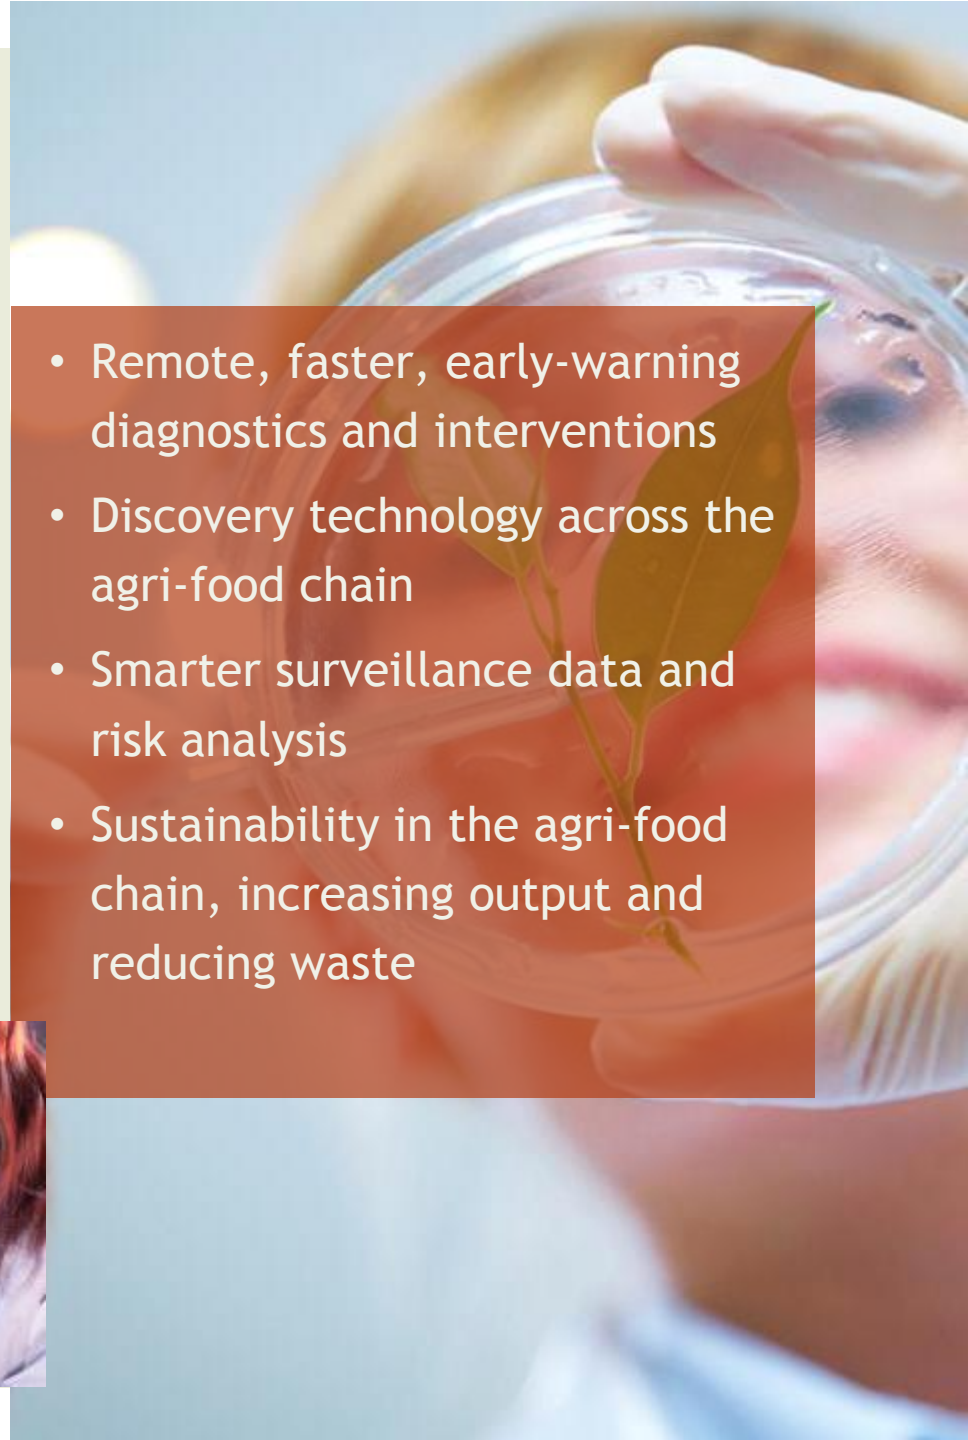 • Remote, faster, early-warning
diagnostics and interventions
• Discovery technology across the
agri-food chain
• Smarter surveillance data and
risk analysis
• Sustainability in the agri-food
chain, increasing output and
reducing waste